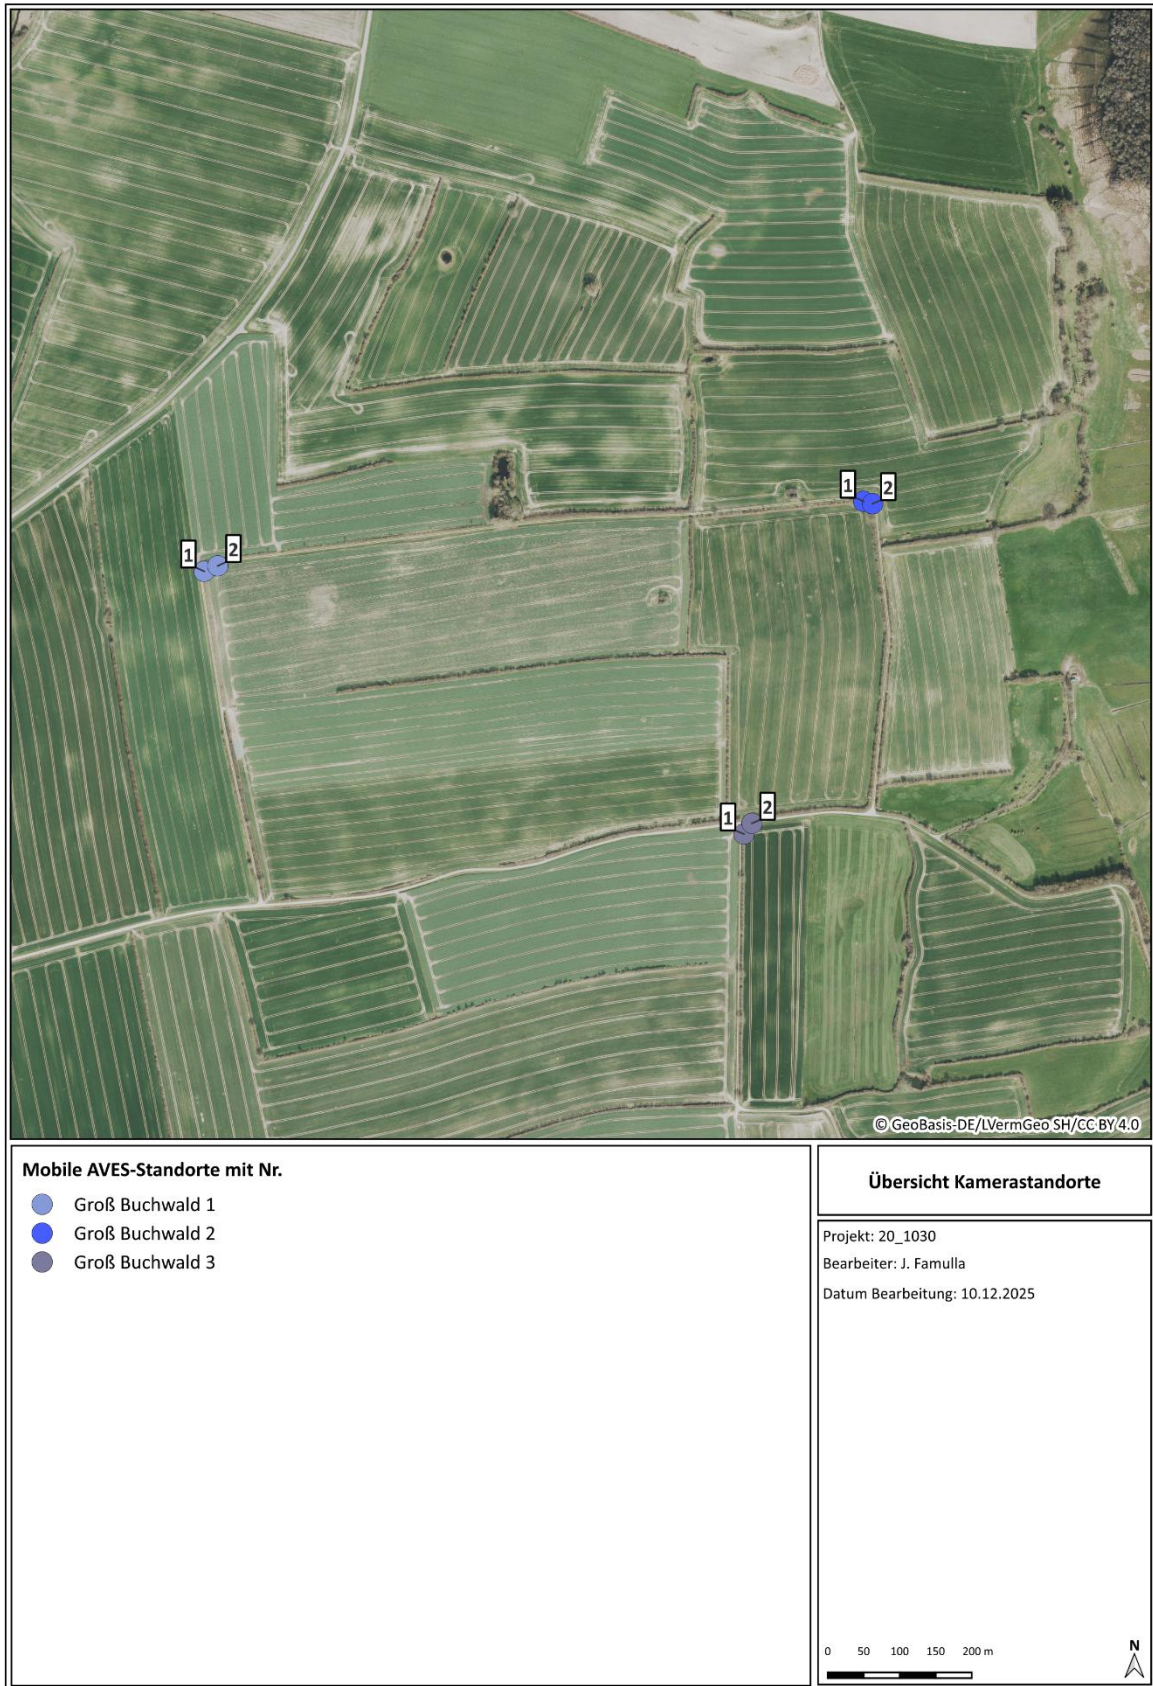 1
2
1
2
1
2
© GeoBasis-DE/LVermGeo SH/CC BY 4.0
Mobile AVES-Standorte mit Nr.
Groß Buchwald 1
Groß Buchwald 2
Groß Buchwald 3
Übersicht Kamerastandorte
Projekt: 20_1030
Bearbeiter: J. Famulla
Datum Bearbeitung: 10.12.2025
0 50 100 150 200 m
N